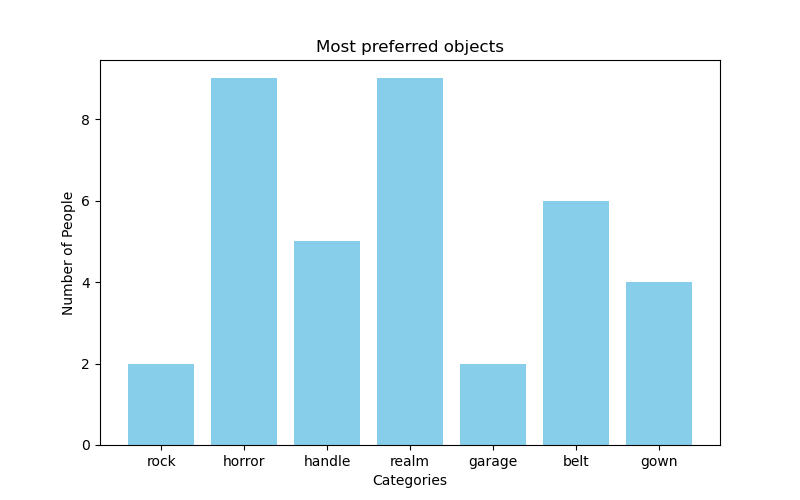 Most preferred objects
Number of People
8
6
4
2
0
rock horror handle realm garage belt gown
Categories